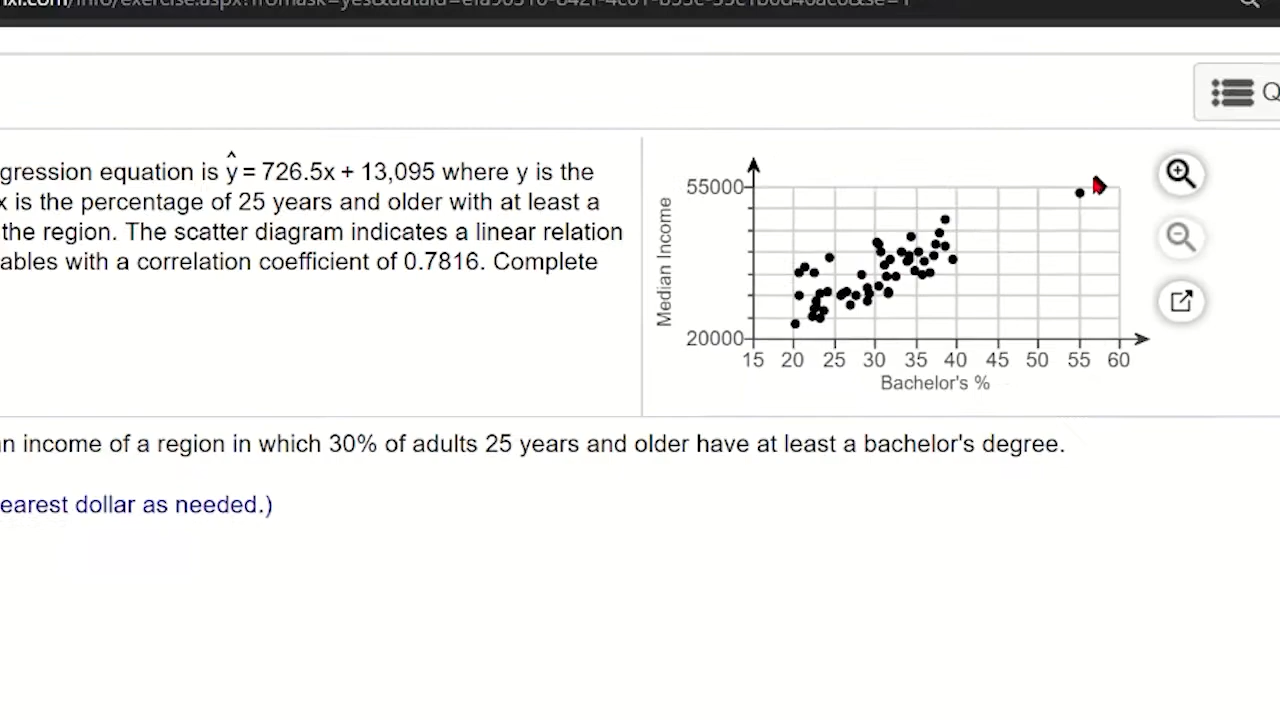 gression equation is ŷ = 726.5x + 13,095 where y is the
x is the percentage of 25 years and older with at least a
the region. The scatter diagram indicates a linear relation
ables with a correlation coefficient of 0.7816. Complete
Q
55000
Median Income
20000
15 20 25 30 35 40 45 50 55 60
Bachelor's %
n income of a region in which 30% of adults 25 years and older have at least a bachelor's degree.
earest dollar as needed.)